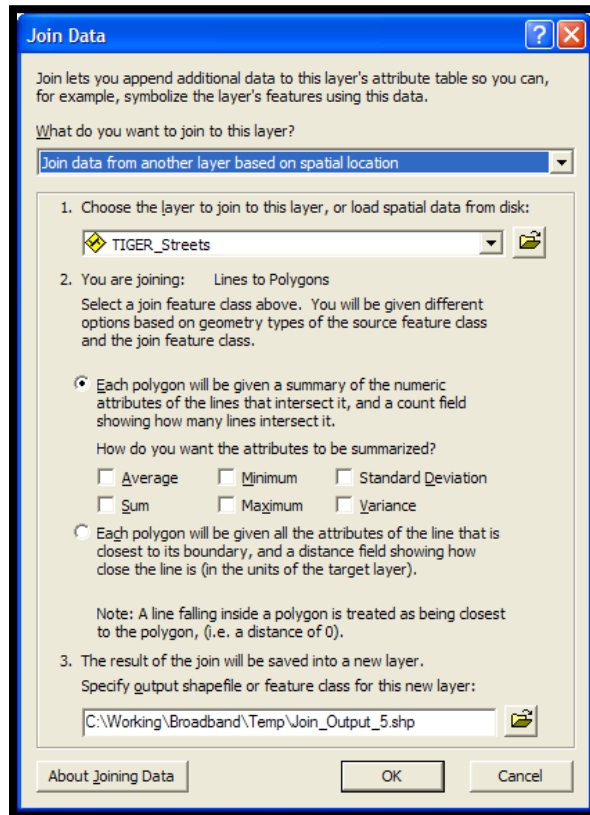 Join Data
Join lets you append additional data to this layer's attribute table so you can,
for example, symbolize the layer's features using this data.
What do you want to join to this layer?
Join data from another layer based on spatial location
1. Choose the layer to join to this layer, or load spatial data from disk:
TIGER_Streets
2. You are joining: Lines to Polygons
Select a join feature class above. You will be given different
options based on geometry types of the source feature class
and the join feature class.
Each polygon will be given a summary of the numeric
attributes of the lines that intersect it, and a count field
showing how many lines intersect it.
How do you want the attributes to be summarized?
Average Minimum Standard Deviation
Sum Maximum Variance
Each polygon will be given all the attributes of the line that is
closest to its boundary, and a distance field showing how
close the line is (in the units of the target layer).
Note: A line falling inside a polygon is treated as being closest
to the polygon, (i.e. a distance of 0).
3. The result of the join will be saved into a new layer.
Specify output shapefile or feature class for this new layer:
C:\Working\Broadband\Temp\Join_Output_5.shp
About Joining Data OK Cancel